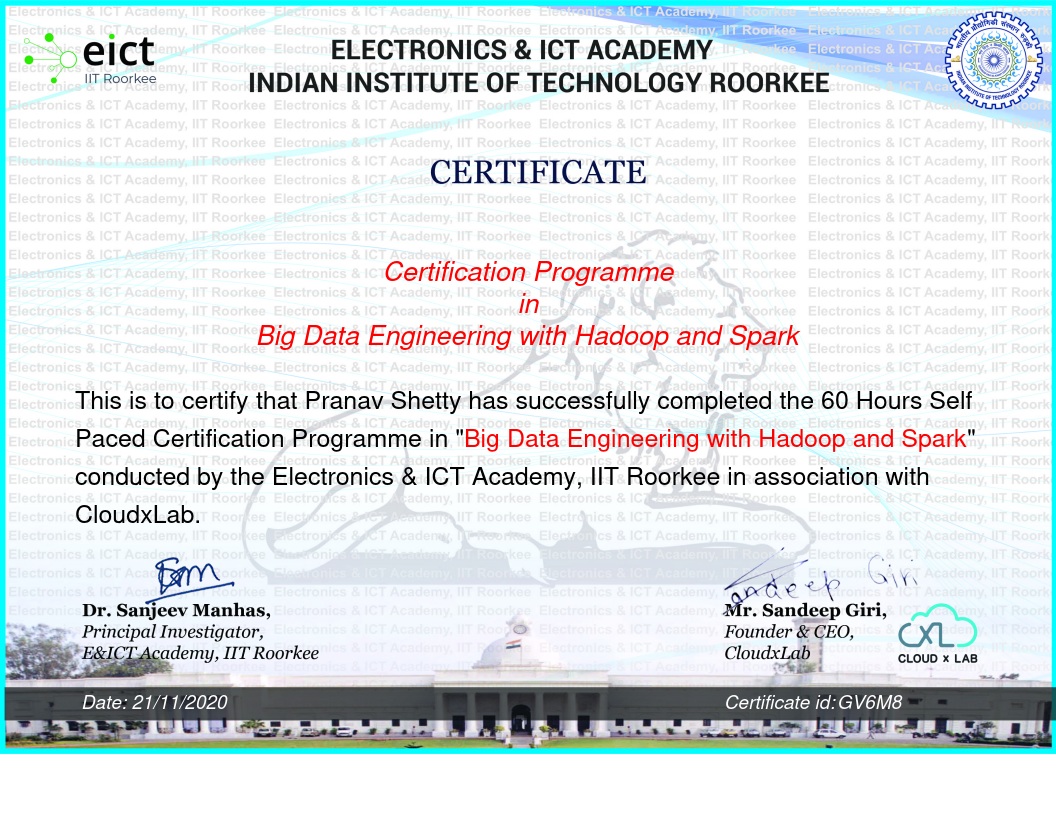 eict
IIT Roorkee
ELECTRONICS & ICT ACADEMY
INDIAN INSTITUTE OF TECHNOLOGY ROORKEE
CERTIFICATE
Certification Programme
in
Big Data Engineering with Hadoop and Spark
This is to certify that Pranav Shetty has successfully completed the 60 Hours Self
Paced Certification Programme in "Big Data Engineering with Hadoop and Spark"
conducted by the Electronics & ICT Academy, IIT Roorkee in association with
CloudxLab.
Sandeep Giri
Dr. Sanjeev Manhas,
Principal Investigator,
E&ICT Academy, IIT Roorkee
Mr. Sandeep Giri,
Founder & CEO,
CloudxLab
CLOUD x LAB
Date: 21/11/2020
Certificate id:GV6M8